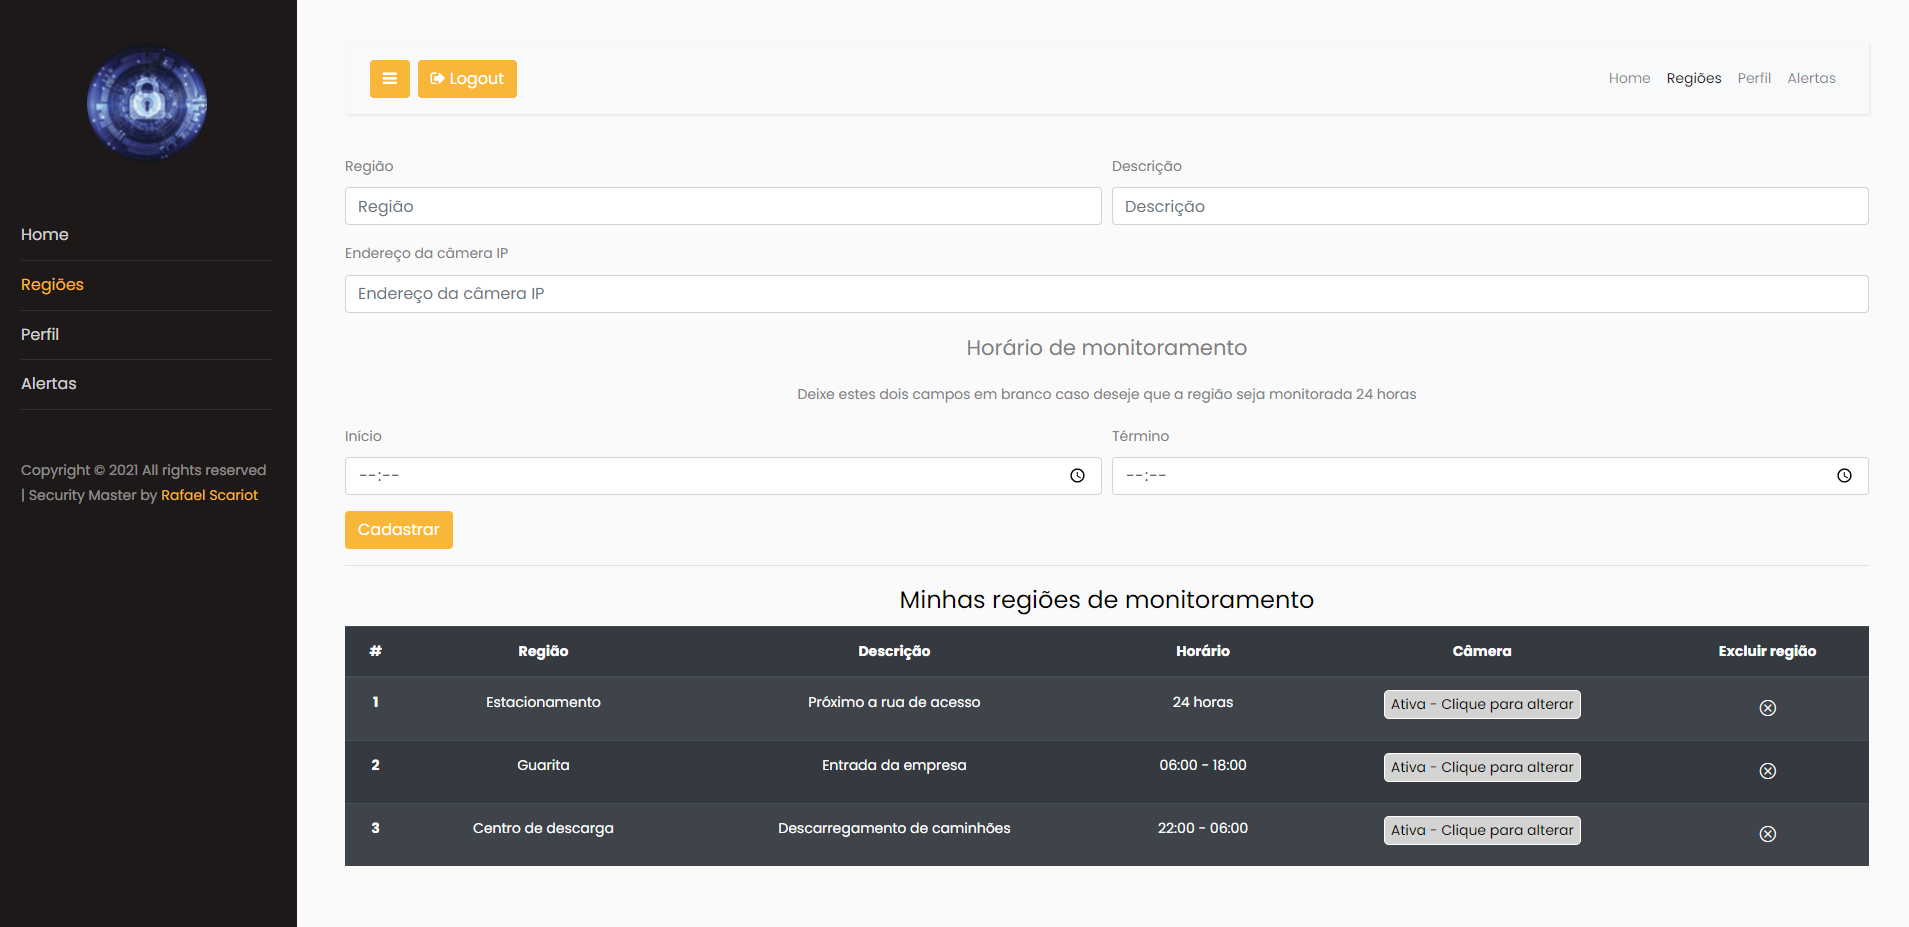 Home
Regiões
Perfil
Alertas
Copyright © 2021 All rights reserved
| Security Master by Rafael Scariot
Logout
Home Regiões Perfil Alertas
Região Descrição
Região Descrição
Endereço da câmera IP
Endereço da câmera IP
Horário de monitoramento
Deixe estes dois campos em branco caso deseje que a região seja monitorada 24 horas
Início Término
--:-- --:--
Cadastrar
Minhas regiões de monitoramento
# Região Descrição Horário Câmera Excluir região
1 Estacionamento Próximo a rua de acesso 24 horas Ativa - Clique para alterar
2 Guarita Entrada da empresa 06:00 - 18:00 Ativa - Clique para alterar
3 Centro de descarga Descarregamento de caminhões 22:00 - 06:00 Ativa - Clique para alterar